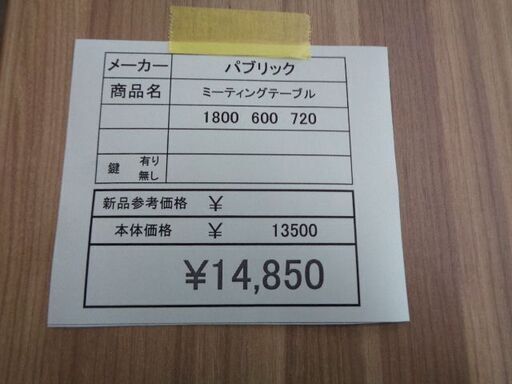 メーカー パブリック
商品名 ミーティングテーブル
1800 600 720
鍵 有り
無し
新品参考価格 ¥
本体価格 ¥ 13500
¥14,850